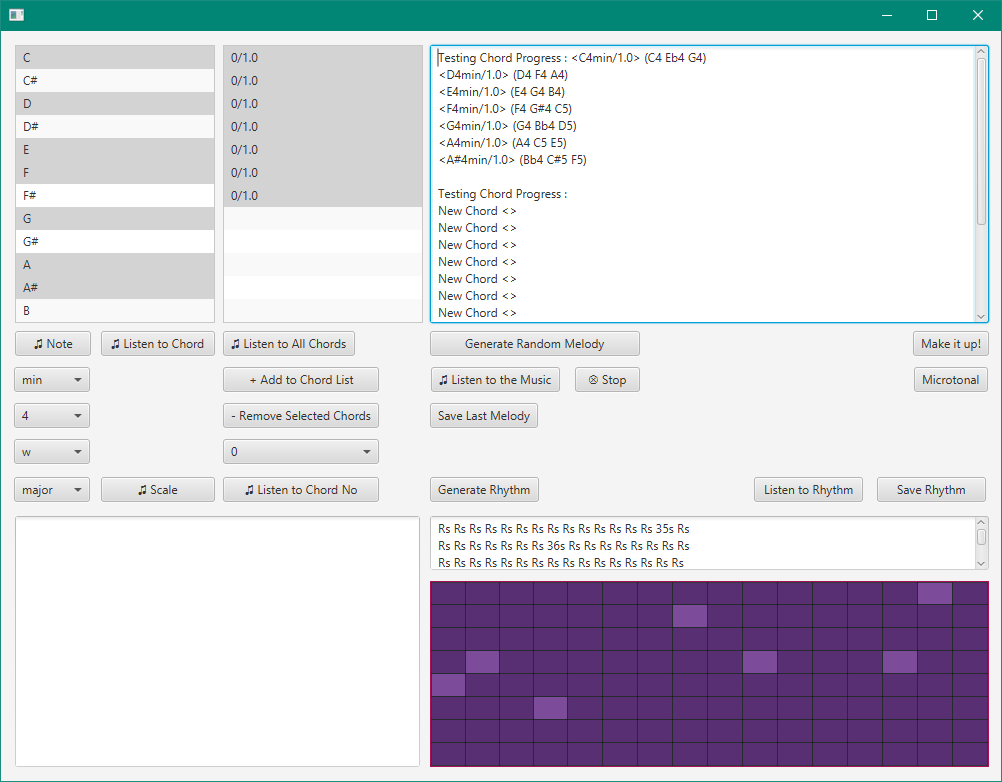 C
C#
D
D#
E
F
F#
G
G#
A
A#
B
0/1.0
0/1.0
0/1.0
0/1.0
0/1.0
0/1.0
0/1.0
Testing Chord Progress : <C4min/1.0> (C4 Eb4 G4)
<D4min/1.0> (D4 F4 A4)
<E4min/1.0> (E4 G4 B4)
<F4min/1.0> (F4 G#4 C5)
<G4min/1.0> (G4 Bb4 D5)
<A4min/1.0> (A4 C5 E5)
<A#4min/1.0> (Bb4 C#5 F5)
Testing Chord Progress :
New Chord <>
New Chord <>
New Chord <>
New Chord <>
New Chord <>
New Chord <>
New Chord <>
♫ Note
♫ Listen to Chord
♫ Listen to All Chords
Generate Random Melody
Make it up!
min
+ Add to Chord List
♫ Listen to the Music
⊗ Stop
Microtonal
4
- Remove Selected Chords
Save Last Melody
w
0
major
♫ Scale
♫ Listen to Chord No
Generate Rhythm
Listen to Rhythm
Save Rhythm
Rs Rs Rs Rs Rs Rs Rs Rs Rs Rs Rs Rs Rs Rs 35s Rs
Rs Rs Rs Rs Rs Rs Rs 36s Rs Rs Rs Rs Rs Rs Rs Rs
Rs Rs Rs Rs Rs Rs Rs Rs Rs Rs Rs Rs Rs Rs Rs Rs